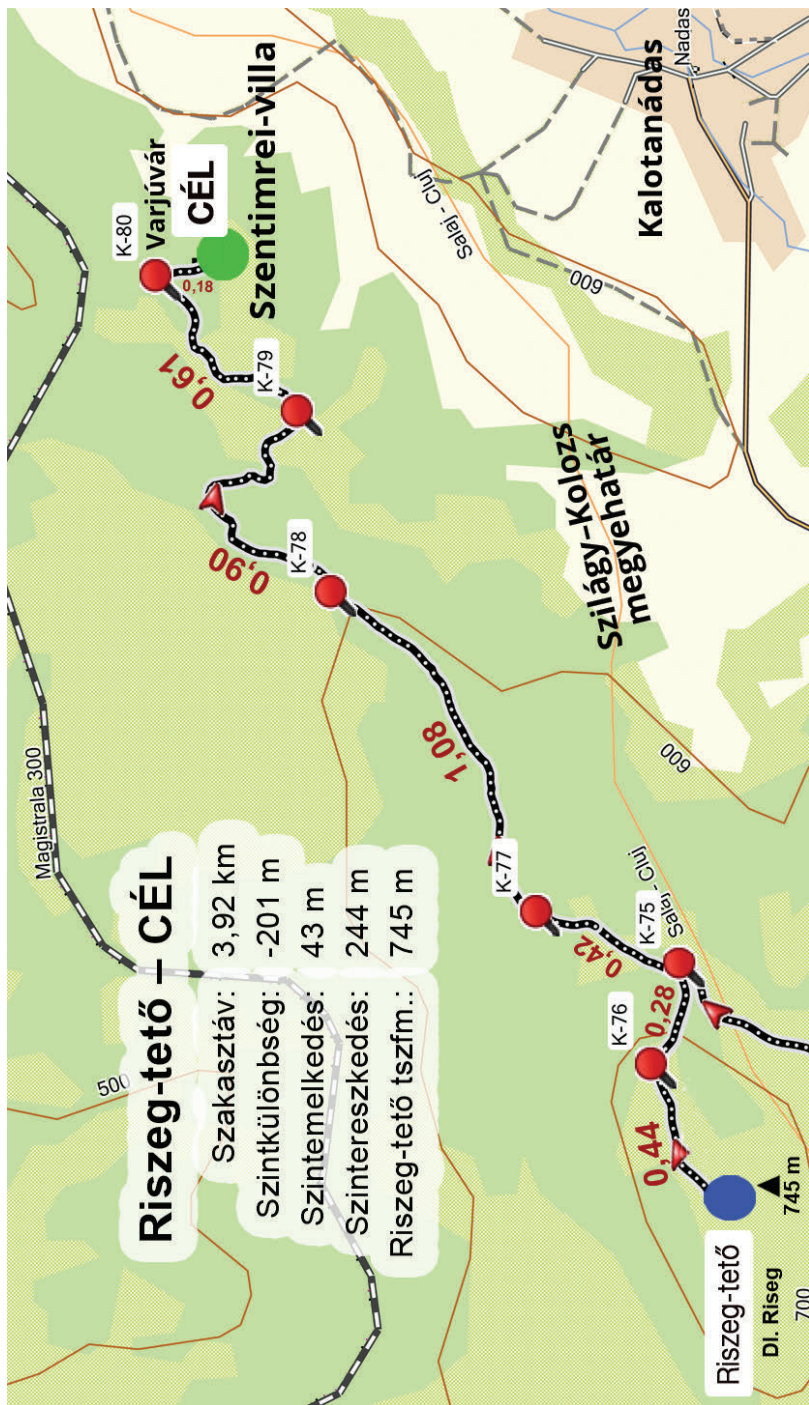 Riszeg-tető – CÉL
Szakasztáv: 3,92 km
Szintkülönbség: -201 m
Szintemelkedés: 43 m
Szintereszkedés: 244 m
Riszeg-tető tszfm.: 745 m
Magistrala 300
500
K-80
Varjúvár
CÉL
Szentimrei-villa
0,18
0,61
K-79
0,90
K-78
1,08
K-77
0,42
K-75
0,28
K-76
0,44
Riszeg-tető
Dl. Riseg
745 m
700
Salaj - Cluj
Szilágy–Kolozs
megyehatár
600
Salaj - Cluj
600
Kalotanádas
Nadas